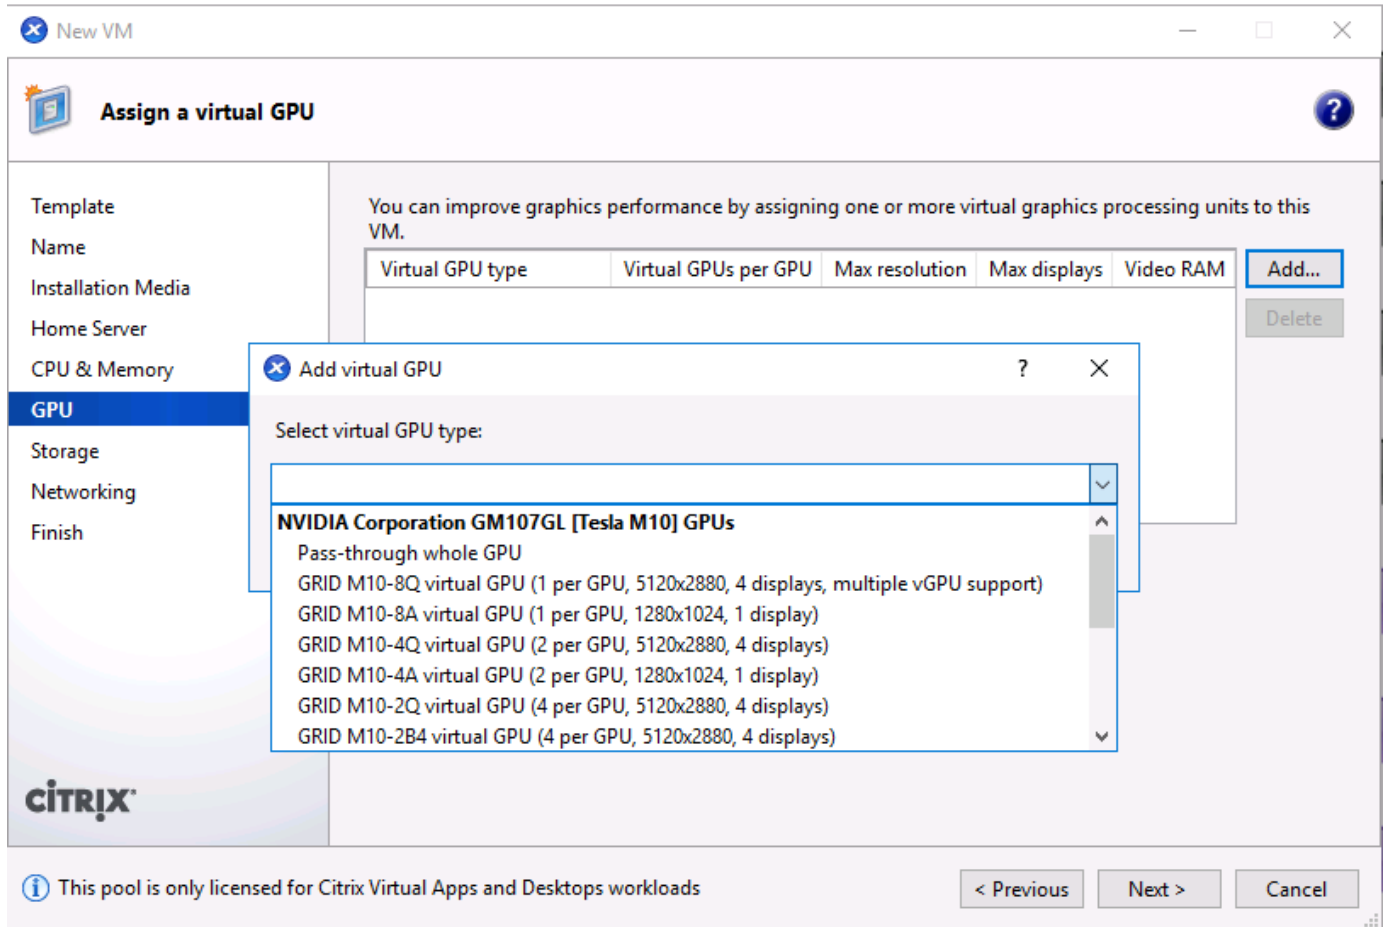 New VM
Assign a virtual GPU
?
Template
Name
Installation Media
Home Server
CPU & Memory
GPU
Storage
Networking
Finish
You can improve graphics performance by assigning one or more virtual graphics processing units to this
VM.
Virtual GPU type Virtual GPUs per GPU Max resolution Max displays Video RAM
Add...
Delete
Add virtual GPU ?
Select virtual GPU type:
NVIDIA Corporation GM107GL [Tesla M10] GPUs
Pass-through whole GPU
GRID M10-8Q virtual GPU (1 per GPU, 5120x2880, 4 displays, multiple vGPU support)
GRID M10-8A virtual GPU (1 per GPU, 1280x1024, 1 display)
GRID M10-4Q virtual GPU (2 per GPU, 5120x2880, 4 displays)
GRID M10-4A virtual GPU (2 per GPU, 1280x1024, 1 display)
GRID M10-2Q virtual GPU (4 per GPU, 5120x2880, 4 displays)
GRID M10-2B4 virtual GPU (4 per GPU, 5120x2880, 4 displays)
CITRIX
This pool is only licensed for Citrix Virtual Apps and Desktops workloads
< Previous Next > Cancel